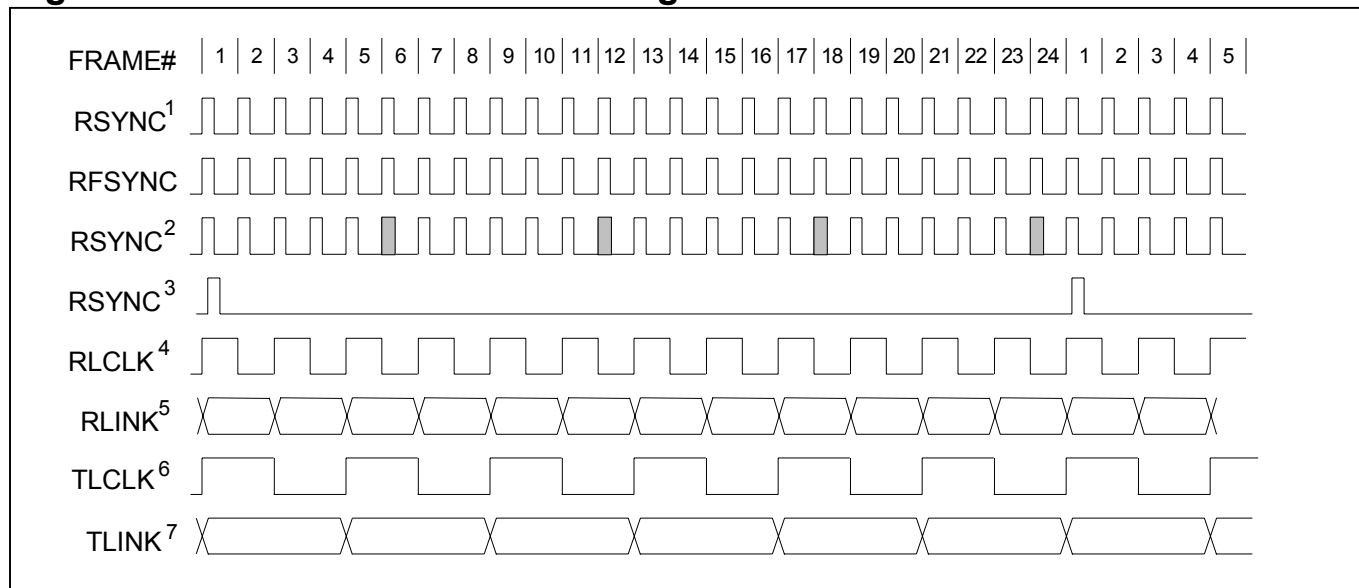 FRAME# 1 2 3 4 5 6 7 8 9 10 11 12 13 14 15 16 17 18 19 20 21 22 23 24 1 2 3 4 5
RSYNC1
RFSYNC
RSYNC2
RSYNC3
RLCLK4
RLINK5
TLCLK6
TLINK7